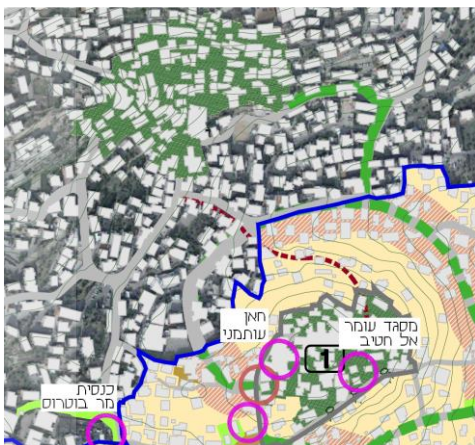 חאן
עותמני
מסגד עומר
אל חטיב
1
כנסית
מר בוטרוס